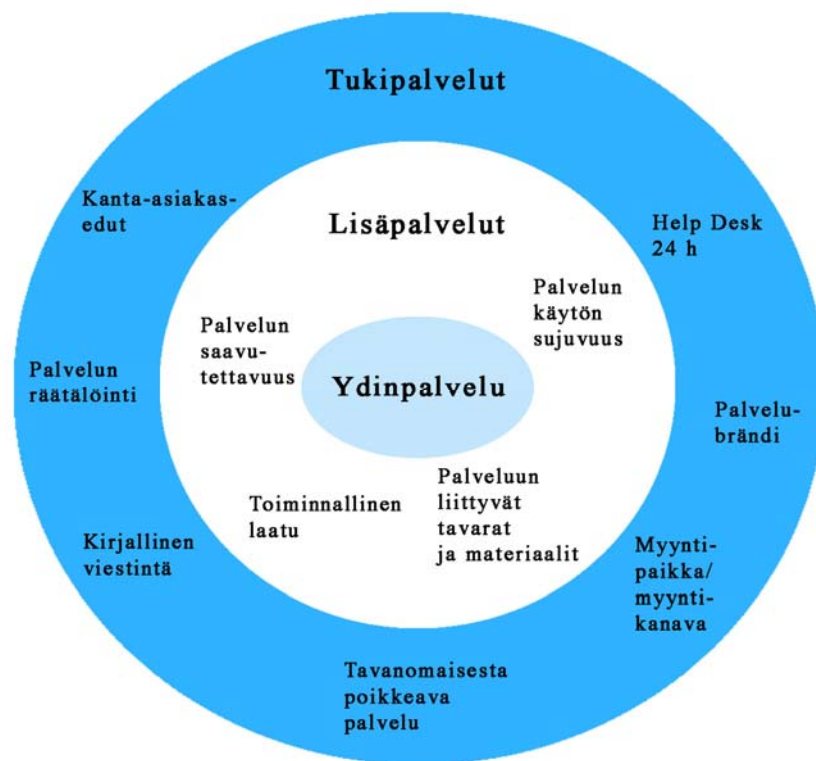 Tukipalvelut
Kanta-asiakas-
edut
Help Desk
24 h
Lisäpalvelut
Palvelun
käytön
sujuvuus
Palvelun
saavu-
tettavuus
Ydinpalvelu
Palvelun
räätälöinti
Palvelu-
brändi
Toiminnallinen
laatu
Palveluun
liittyvät
tavarat
ja materiaalit
Kirjallinen
viestintä
Myynti-
paikka/
myynti-
kanava
Tavanomaisesta
poikkeava
palvelu